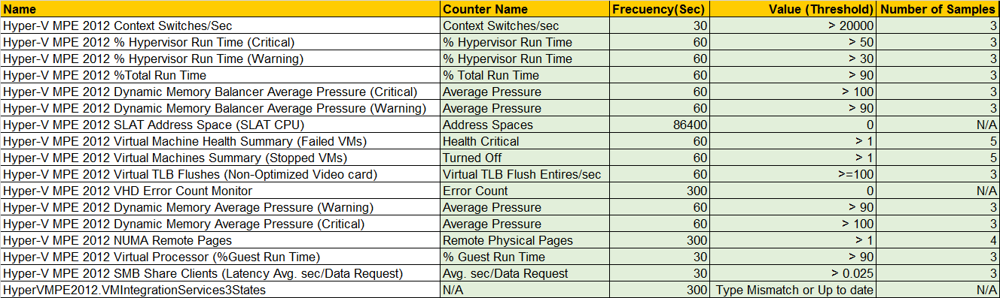 Name Counter Name Frecuency(Sec) Value (Threshold) Number of Samples
Hyper-V MPE 2012 Context Switches/Sec Context Switches/sec 30 > 20000 3
Hyper-V MPE 2012 % Hypervisor Run Time (Critical) % Hypervisor Run Time 60 > 50 3
Hyper-V MPE 2012 % Hypervisor Run Time (Warning) % Hypervisor Run Time 60 > 30 3
Hyper-V MPE 2012 %Total Run Time % Total Run Time 60 > 90 3
Hyper-V MPE 2012 Dynamic Memory Balancer Average Pressure (Critical) Average Pressure 60 > 100 3
Hyper-V MPE 2012 Dynamic Memory Balancer Average Pressure (Warning) Average Pressure 60 > 90 3
Hyper-V MPE 2012 SLAT Address Space (SLAT CPU) Address Spaces 86400 0 N/A
Hyper-V MPE 2012 Virtual Machine Health Summary (Failed VMs) Health Critical 60 > 1 5
Hyper-V MPE 2012 Virtual Machines Summary (Stopped VMs) Turned Off 60 > 1 5
Hyper-V MPE 2012 Virtual TLB Flushes (Non-Optimized Video card) Virtual TLB Flush Entires/sec 60 >=100 3
Hyper-V MPE 2012 VHD Error Count Monitor Error Count 300 0 N/A
Hyper-V MPE 2012 Dynamic Memory Average Pressure (Warning) Average Pressure 60 > 90 3
Hyper-V MPE 2012 Dynamic Memory Average Pressure (Critical) Average Pressure 60 > 100 3
Hyper-V MPE 2012 NUMA Remote Pages Remote Physical Pages 300 > 1 4
Hyper-V MPE 2012 Virtual Processor (%Guest Run Time) % Guest Run Time 30 > 90 3
Hyper-V MPE 2012 SMB Share Clients (Latency Avg. sec/Data Request) Avg. sec/Data Request 30 > 0.025 3
HyperVMPE2012.VMIntegrationServices3States N/A 300 Type Mismatch or Up to date N/A